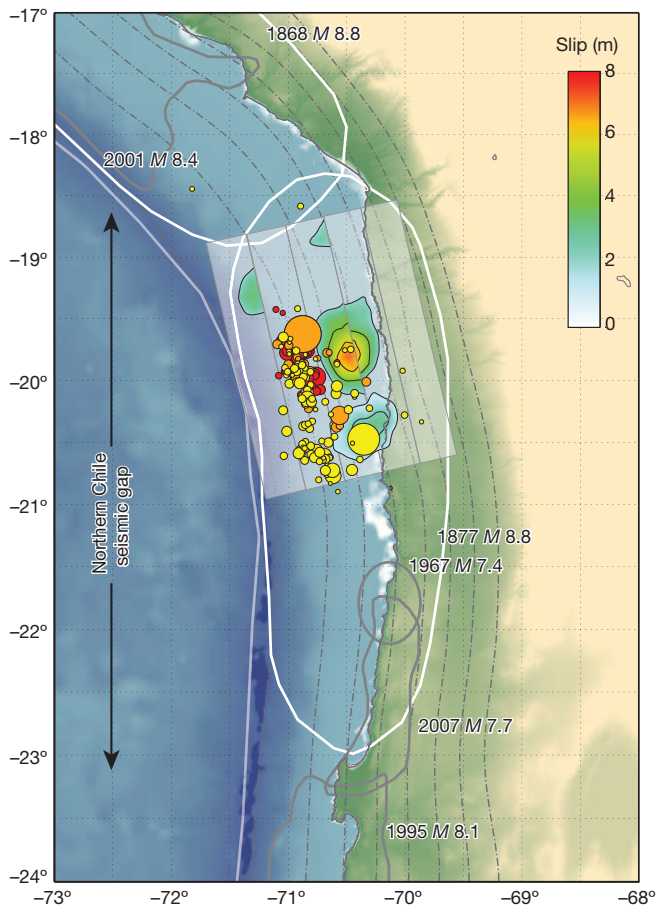 −17°
1868 M 8.8
Slip (m)
8
−18°
6
2001 M 8.4
4
−19°
2
0
−20°
−21°
Northern Chile
seismic gap
1877 M 8.8
1967 M 7.4
−22°
2007 M 7.7
−23°
1995 M 8.1
−24°
−73° −72° −71° −70° −69° −68°